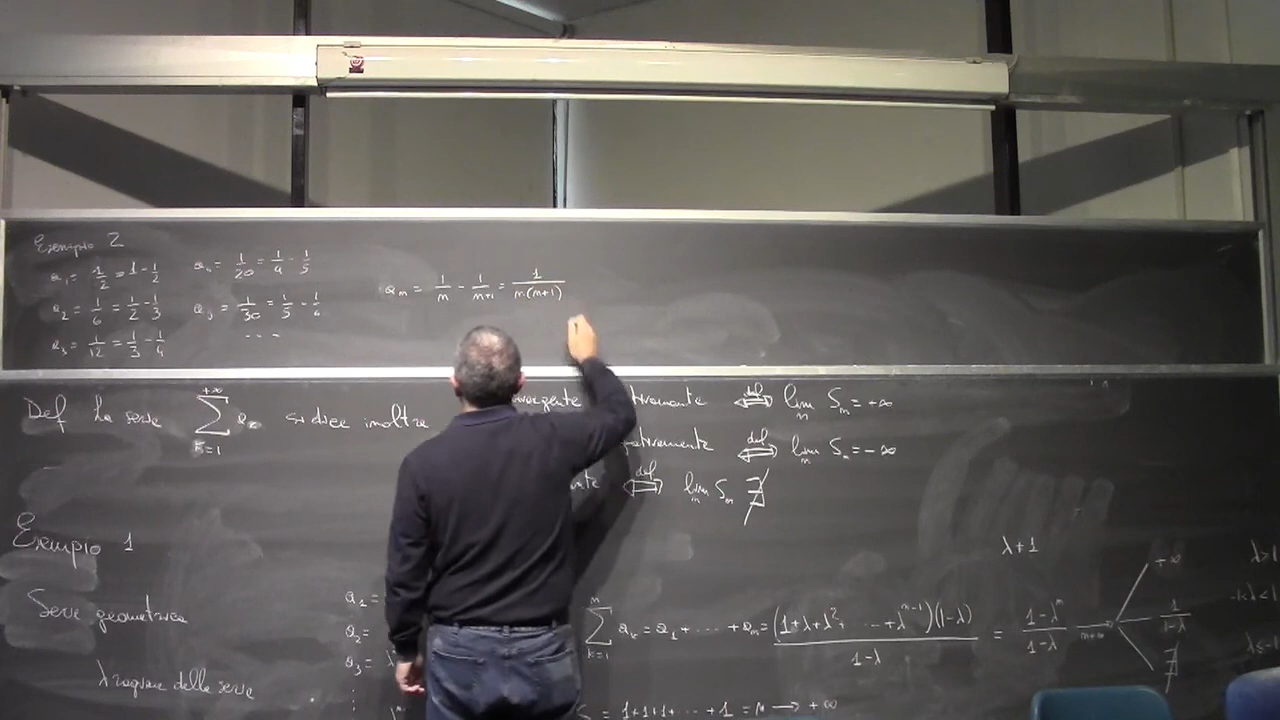 Esempio 2
a₁ = 1/2 = 1 - 1/2
a₂ = 1/6 = 1/2 - 1/3
a₃ = 1/12 = 1/3 - 1/4
a₄ = 1/20 = 1/4 - 1/5
a₅ = 1/30 = 1/5 - 1/6
- - - -
aₙ = 1/n - 1/(n+1) = 1/(n(n+1))
Def La serie ∑_{k=1}^{+∞} aₖ si dice inoltre
⟺ def lim_n Sₙ = +∞
⟺ def lim_n Sₙ = -∞
⟺ def lim_n Sₙ ∄
Esempio 1
λ ≠ 1
Serie geometrica
λ ragione della serie
a₁ =
a₂ =
a₃ = λ
⋮
∑_{k=1}^{n} aₖ = a₁ + ⋯ + aₙ = (1+λ+λ²+ ⋯ +λⁿ⁻¹)(1-λ)/(1-λ) = (1-λⁿ)/(1-λ) ⟶
+∞ λ>1
1/(1-λ) -1<λ<1
∄ λ≤-1
= 1+1+1+ ⋯ +1 = n ⟶ +∞